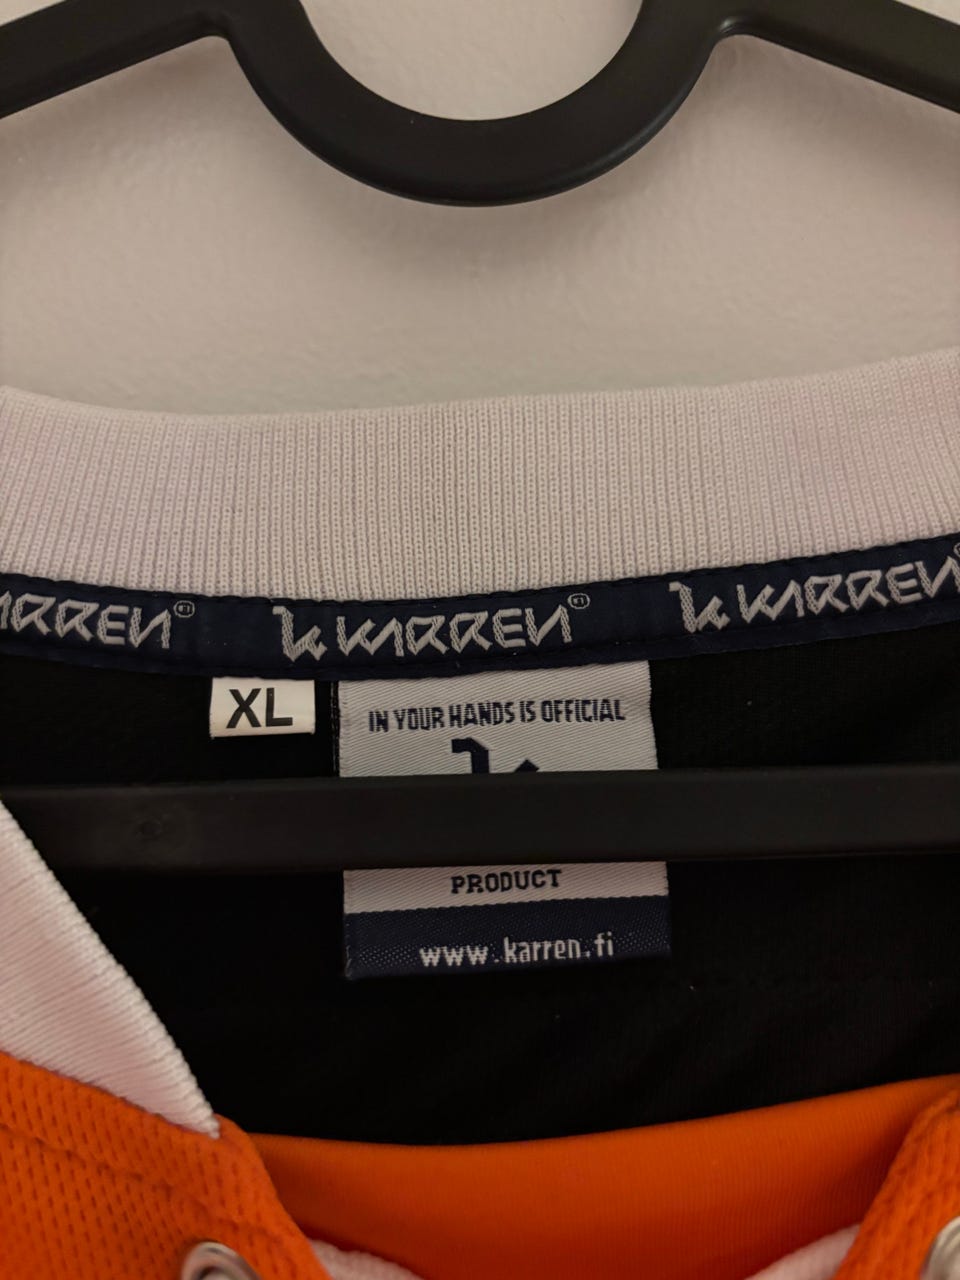 KARREN®
k KARREN®
k KARREN
XL
IN YOUR HANDS IS OFFICIAL
k
PRODUCT
www.karren.fi